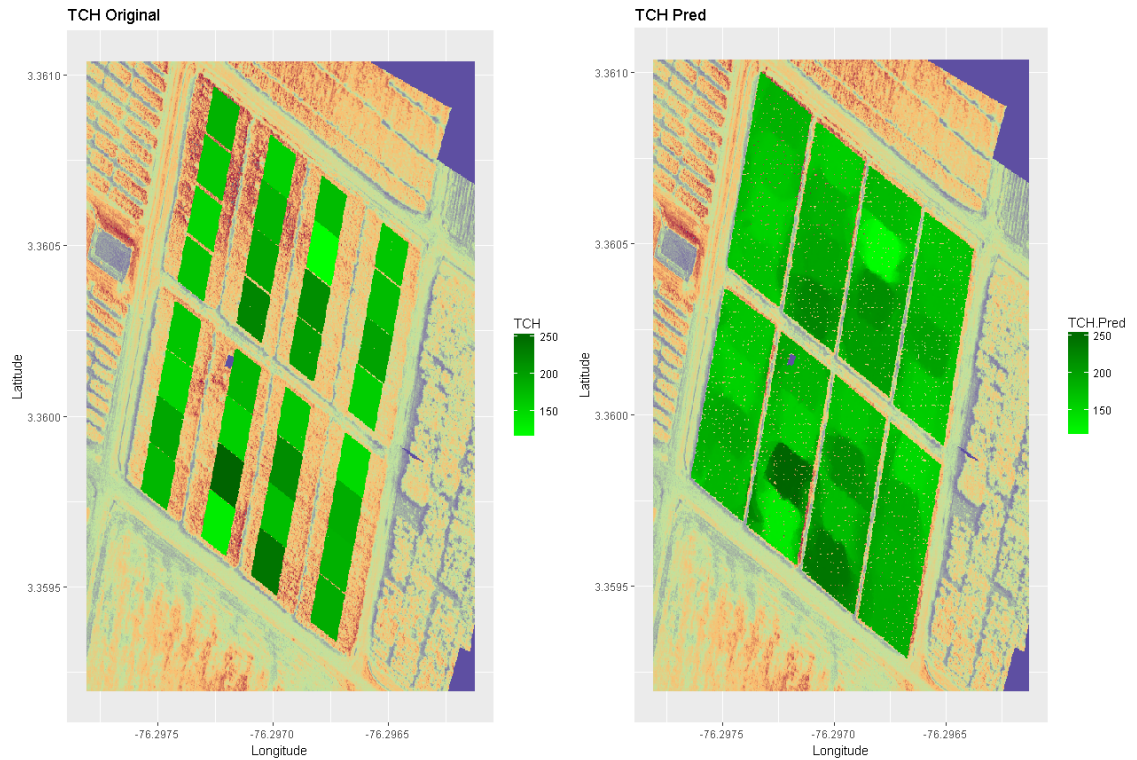 TCH Original
3.3610
3.3605
3.3600
3.3595
Latitude
-76.2975
-76.2970
-76.2965
Longitude
TCH
250
200
150
TCH Pred
3.3610
3.3605
3.3600
3.3595
Latitude
-76.2975
-76.2970
-76.2965
Longitude
TCH.Pred
250
200
150